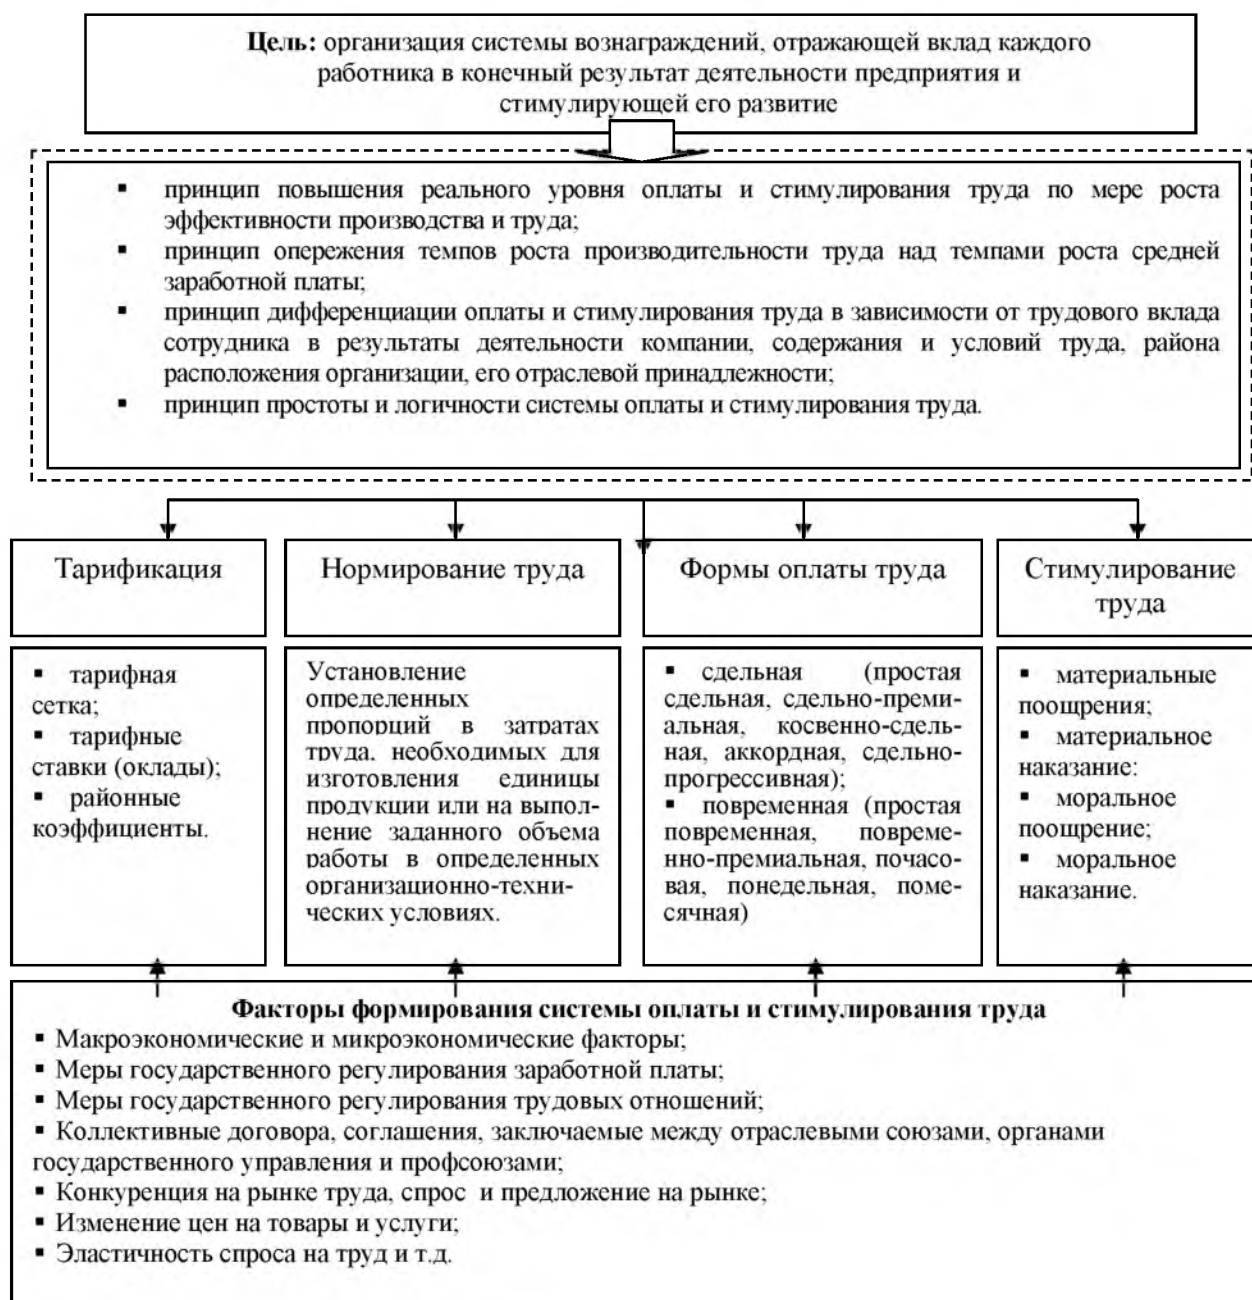 Цель: организация системы вознаграждений, отражающей вклад каждого
работника в конечный результат деятельности предприятия и
стимулирующей его развитие
▪ принцип повышения реального уровня оплаты и стимулирования труда по мере роста
эффективности производства и труда;
▪ принцип опережения темпов роста производительности труда над темпами роста средней
заработной платы;
▪ принцип дифференциации оплаты и стимулирования труда в зависимости от трудового вклада
сотрудника в результаты деятельности компании, содержания и условий труда, района
расположения организации, его отраслевой принадлежности;
▪ принцип простоты и логичности системы оплаты и стимулирования труда.
Тарификация
▪ тарифная
сетка;
▪ тарифные
ставки (оклады);
▪ районные
коэффициенты.
Нормирование труда
Установление
определенных
пропорций в затратах
труда, необходимых для
изготовления единицы
продукции или на выпол-
нение заданного объема
работы в определенных
организационно-техни-
ческих условиях.
Формы оплаты труда
▪ сдельная (простая
сдельная, сдельно-преми-
альная, косвенно-сдель-
ная, аккордная, сдельно-
прогрессивная);
▪ повременная (простая
повременная, повреме-
нно-премиальная, почасо-
вая, понедельная, поме-
сячная)
Стимулирование
труда
▪ материальные
поощрения;
▪ материальное
наказание:
▪ моральное
поощрение;
▪ моральное
наказание.
Факторы формирования системы оплаты и стимулирования труда
▪ Макроэкономические и микроэкономические факторы;
▪ Меры государственного регулирования заработной платы;
▪ Меры государственного регулирования трудовых отношений;
▪ Коллективные договора, соглашения, заключаемые между отраслевыми союзами, органами
государственного управления и профсоюзами;
▪ Конкуренция на рынке труда, спрос и предложение на рынке;
▪ Изменение цен на товары и услуги;
▪ Эластичность спроса на труд и т.д.